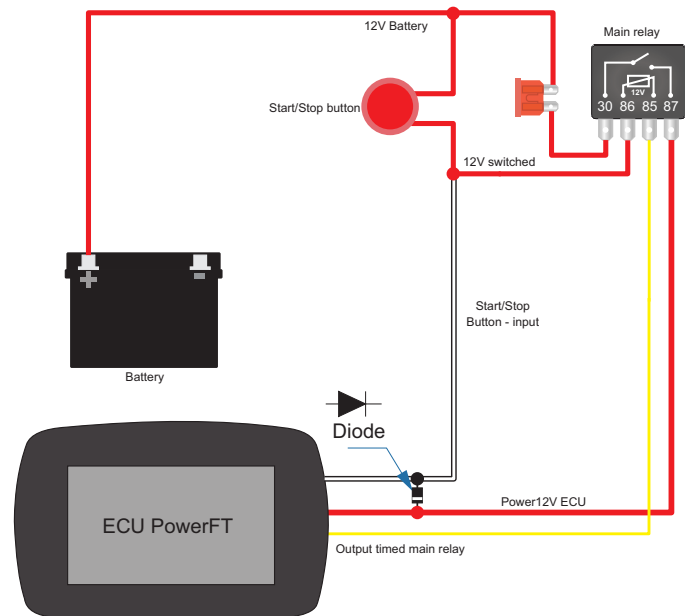 12V Battery
Main relay
12V
30 86 85 87
Start/Stop button
12V switched
Start/Stop
Button - input
Battery
Diode
Power12V ECU
ECU PowerFT
Output timed main relay